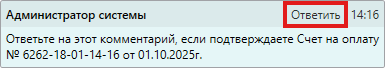 Администратор системы Ответить 14:16
Ответьте на этот комментарий, если подтверждаете Счет на оплату
№ 6262-18-01-14-16 от 01.10.2025г.